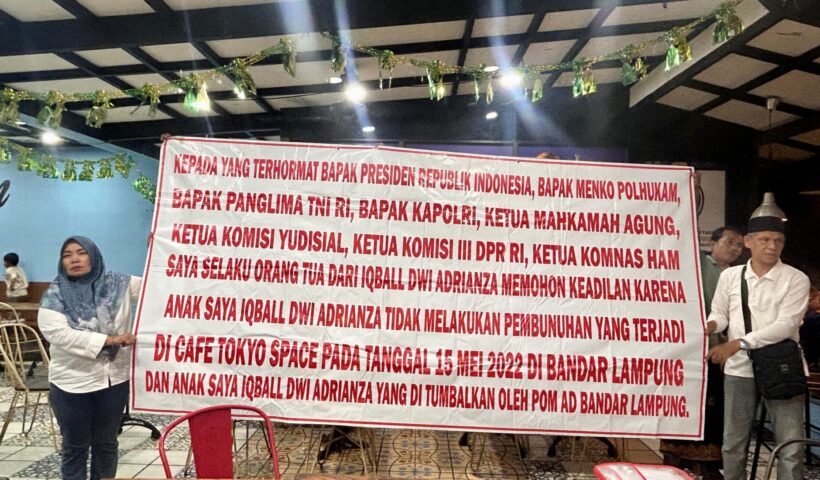 KEPADA YANG TERHORMAT BAPAK PRESIDEN REPUBLIK INDONESIA, BAPAK MENKO POLHUKAM,
BAPAK PANGLIMA TNI RI, BAPAK KAPOLRI, KETUA MAHKAMAH AGUNG,
KETUA KOMISI YUDISIAL, KETUA KOMISI III DPR RI, KETUA KOMNAS HAM
SAYA SELAKU ORANG TUA DARI IQBALL DWI ADRIANZA MEMOHON KEADILAN KARENA
ANAK SAYA IQBALL DWI ADRIANZA TIDAK MELAKUKAN PEMBUNUHAN YANG TERJADI
DI CAFE TOKYO SPACE PADA TANGGAL 15 MEI 2022 DI BANDAR LAMPUNG
DAN ANAK SAYA IQBALL DWI ADRIANZA YANG DI TUMBALKAN OLEH POM AD BANDAR LAMPUNG.